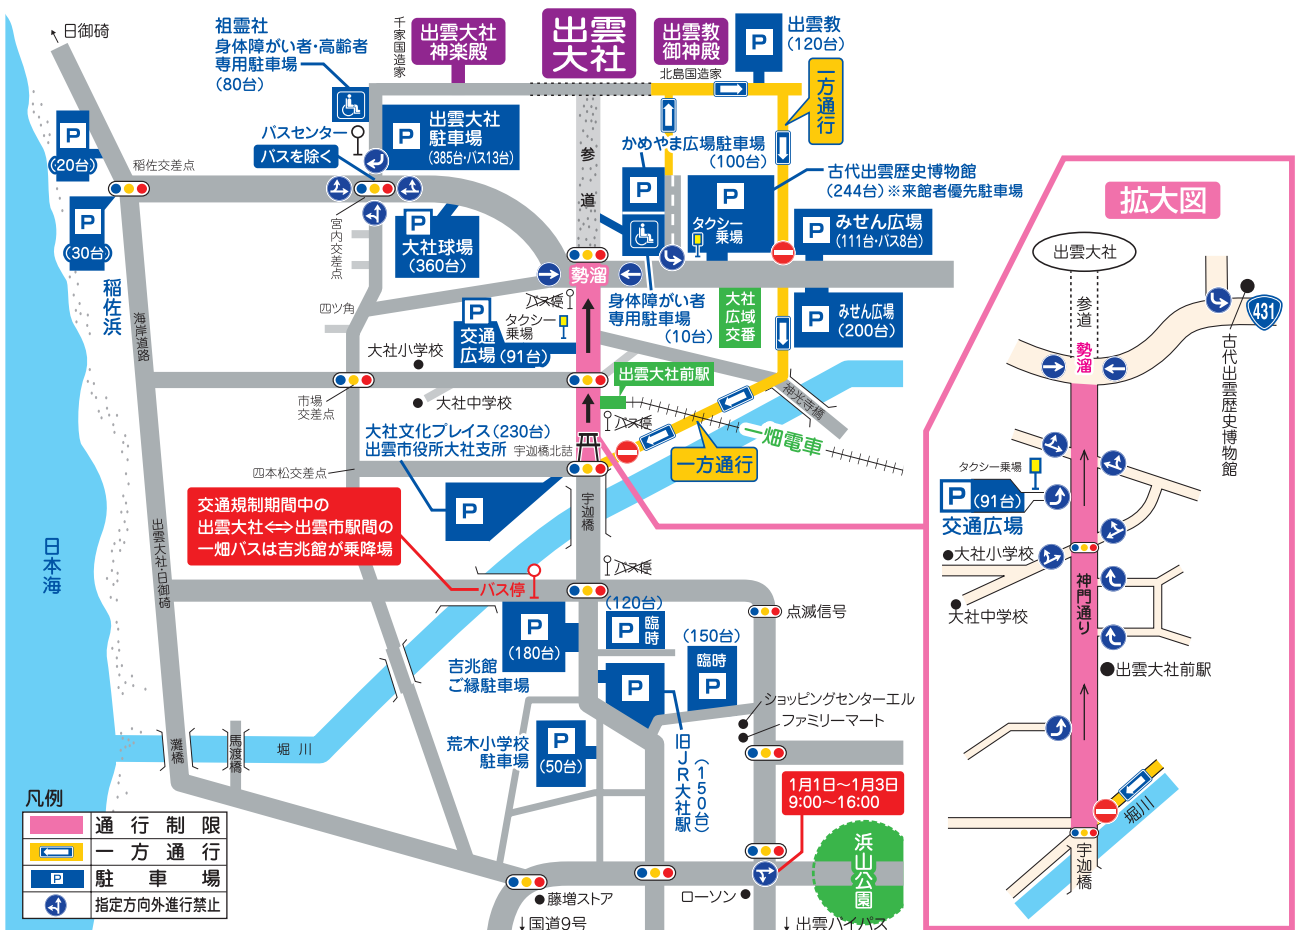 日御碕
祖霊社
身体障がい者・高齢者
専用駐車場
(80台)
千家国造家
出雲大社
神楽殿
出雲
大社
出雲教
御神殿
北島国造家
P
出雲教
(120台)
一方通行
P
(20台)
稲佐交差点
P
(30台)
稲佐浜
バスセンター
バスを除く
P
出雲大社
駐車場
(385台・バス13台)
参道
かめやま広場駐車場
(100台)
P
P
タクシー
乗場
古代出雲歴史博物館
(244台)※来館者優先駐車場
P
みせん広場
(111台・バス8台)
宮内交差点
P
大社球場
(360台)
勢溜
バス停
身体障がい者
専用駐車場
(10台)
大社
広域
交番
P
みせん広場
(200台)
四ツ角
P
交通
広場(91台)
タクシー
乗場
海岸道路
大社小学校
市場
交差点
大社中学校
出雲大社前駅
神光寺橋
バス停
一畑電車
大社文化プレイス(230台)
出雲市役所大社支所
宇迦橋北詰
一方通行
四本松交差点
P
宇迦橋
交通規制期間中の
出雲大社⇔出雲市駅間の
一畑バスは吉兆館が乗降場
出雲大社・日御碕
日本海
バス停
バス停
P
(180台)
吉兆館
ご縁駐車場
(120台)
P
臨時
(150台)
臨時
P
P
旧JR大社駅
(150台)
点滅信号
ショッピングセンターエル
ファミリーマート
荒木小学校
駐車場
P
(50台)
灘橋
馬渡橋
堀川
1月1日〜1月3日
9:00〜16:00
浜山公園
藤増ストア
↓国道9号
ローソン
↓出雲バイパス
凡例
通行制限
一方通行
P
駐車場
指定方向外進行禁止
拡大図
出雲大社
参道
勢溜
431
古代出雲歴史博物館
タクシー乗場
P
(91台)
交通広場
大社小学校
大社中学校
神門通り
出雲大社前駅
堀川
宇迦橋